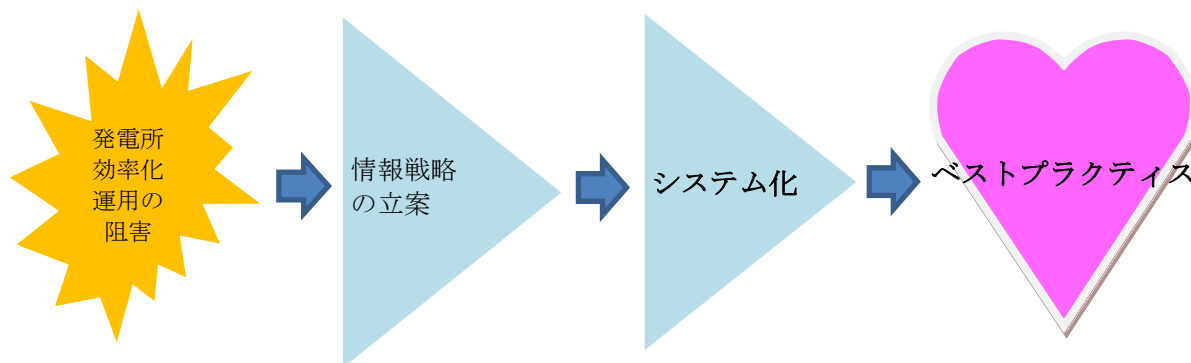 発電所
効率化
運用の
阻害
情報戦略
の立案
システム化
ベストプラクティス